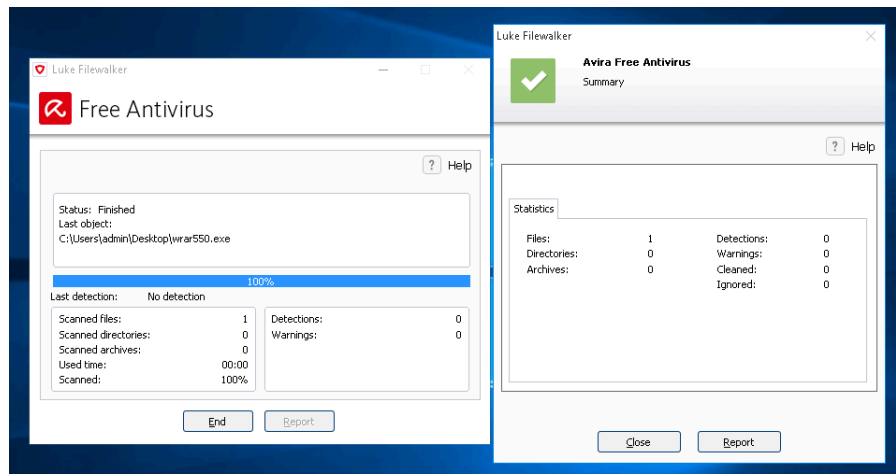 Luke Filewalker
Free Antivirus
? Help
Status: Finished
Last object:
C:\Users\admin\Desktop\wrar550.exe
100%
Last detection: No detection
Scanned files: 1
Scanned directories: 0
Scanned archives: 0
Used time: 00:00
Scanned: 100%
Detections: 0
Warnings: 0
End
Report
Luke Filewalker
Avira Free Antivirus
Summary
? Help
Statistics
Files: 1
Directories: 0
Archives: 0
Detections: 0
Warnings: 0
Cleaned: 0
Ignored: 0
Close
Report